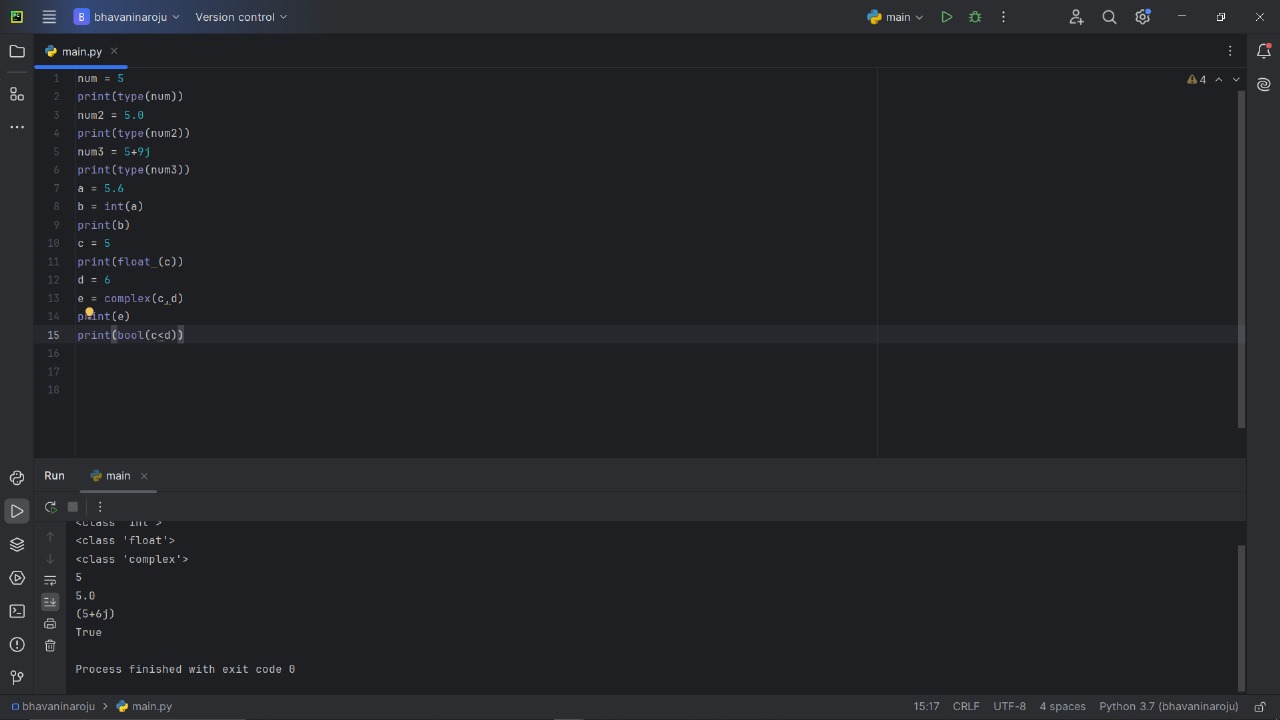 B bhavaninaroju Version control main
main.py
4
1 num = 5
2 print(type(num))
3 num2 = 5.0
4 print(type(num2))
5 num3 = 5+9j
6 print(type(num3))
7 a = 5.6
8 b = int(a)
9 print(b)
10 c = 5
11 print(float (c))
12 d = 6
13 e = complex(c,d)
14 print(e)
15 print(bool(c<d))
16
17
18
Run main
<class 'int'>
<class 'float'>
<class 'complex'>
5
5.0
(5+6j)
True
Process finished with exit code 0
bhavaninaroju > main.py 15:17 CRLF UTF-8 4 spaces Python 3.7 (bhavaninaroju)